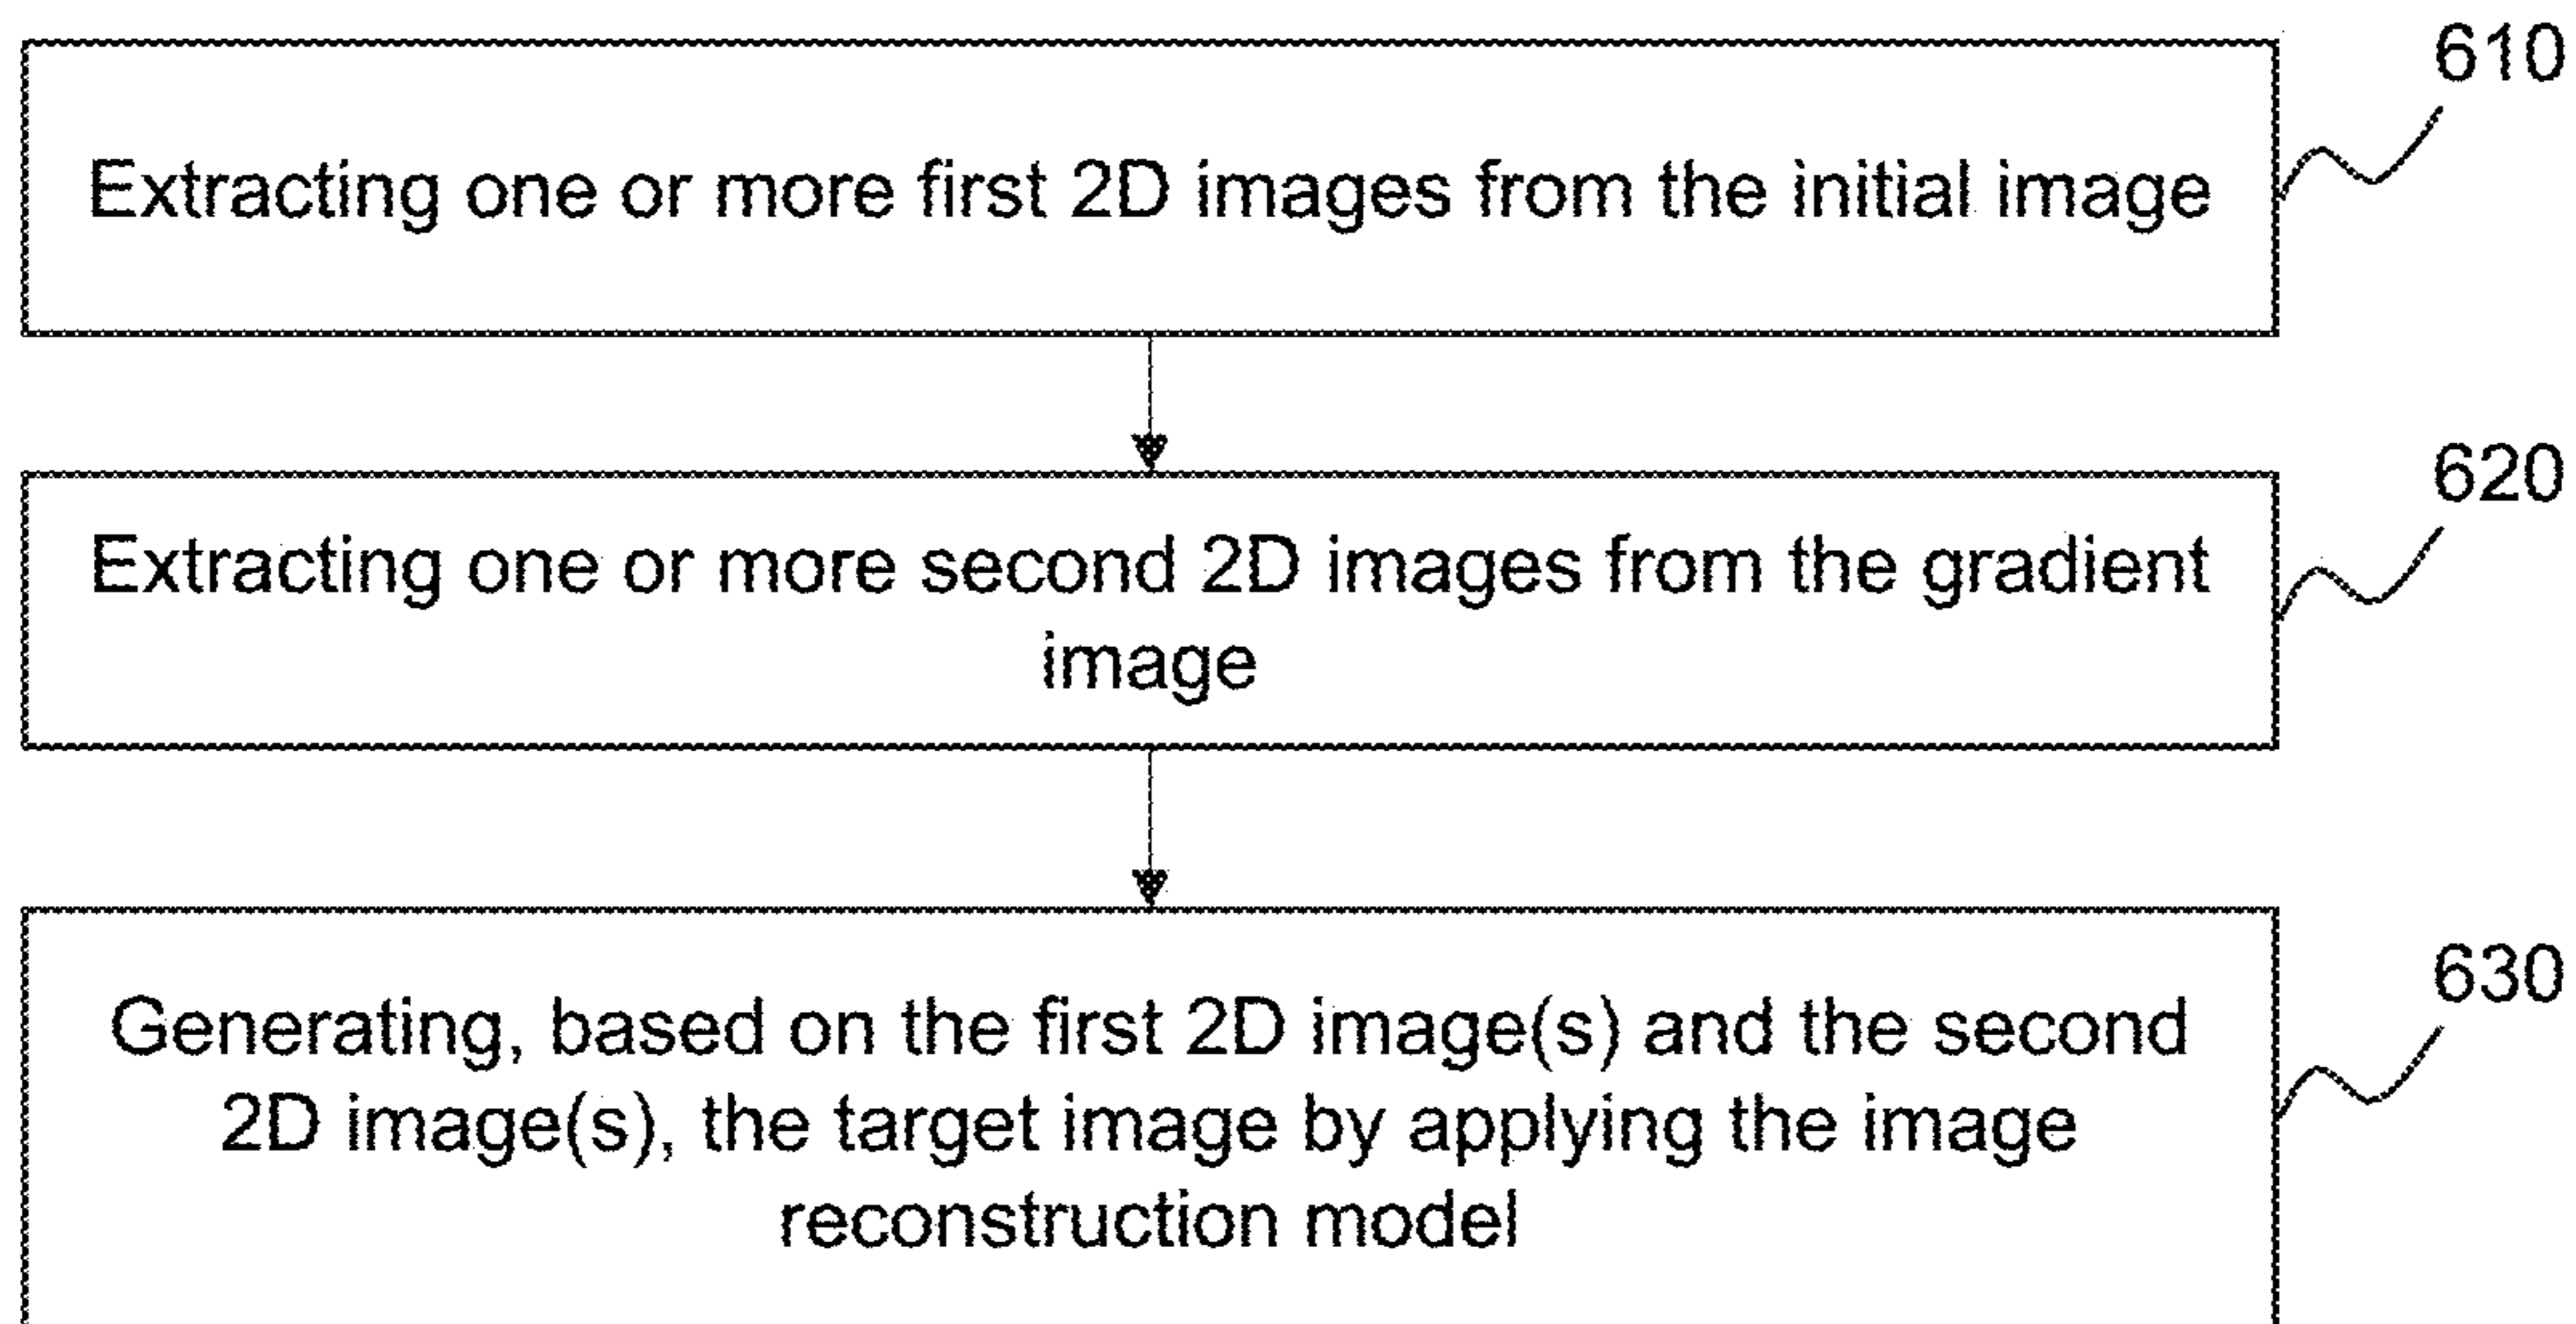 610
Extracting one or more first 2D images from the initial image
620
Extracting one or more second 2D images from the gradient
image
630
Generating, based on the first 2D image(s) and the second
2D image(s), the target image by applying the image
reconstruction model